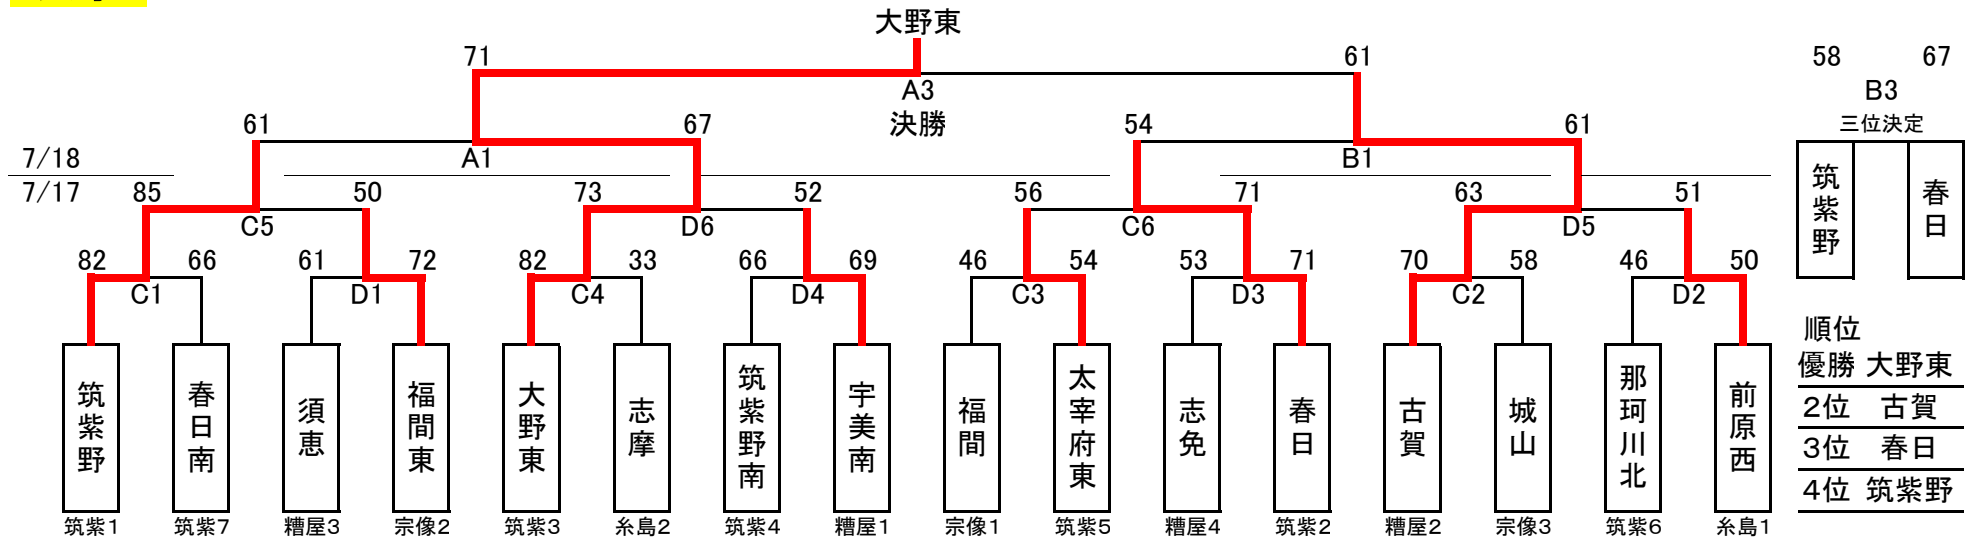 大野東
71 61 58 67
A3 B3
決勝 三位決定
61 67 54 61
7/18 A1 B1
7/17 85 50 73 52 56 71 63 51
C5 D6 C6 D5
筑紫野 春日
82 66 61 72 82 33 66 69 46 54 53 71 70 58 46 50
C1 D1 C4 D4 C3 D3 C2 D2
筑紫野 春日南 須恵 福間東 大野東 志摩 筑紫野南 宇美南 福間 太宰府東 志免 春日 古賀 城山 那珂川北 前原西
筑紫1 筑紫7 糟屋3 宗像2 筑紫3 糸島2 筑紫4 糟屋1 宗像1 筑紫5 糟屋4 筑紫2 糟屋2 宗像3 筑紫6 糸島1
順位
優勝 大野東
2位 古賀
3位 春日
4位 筑紫野